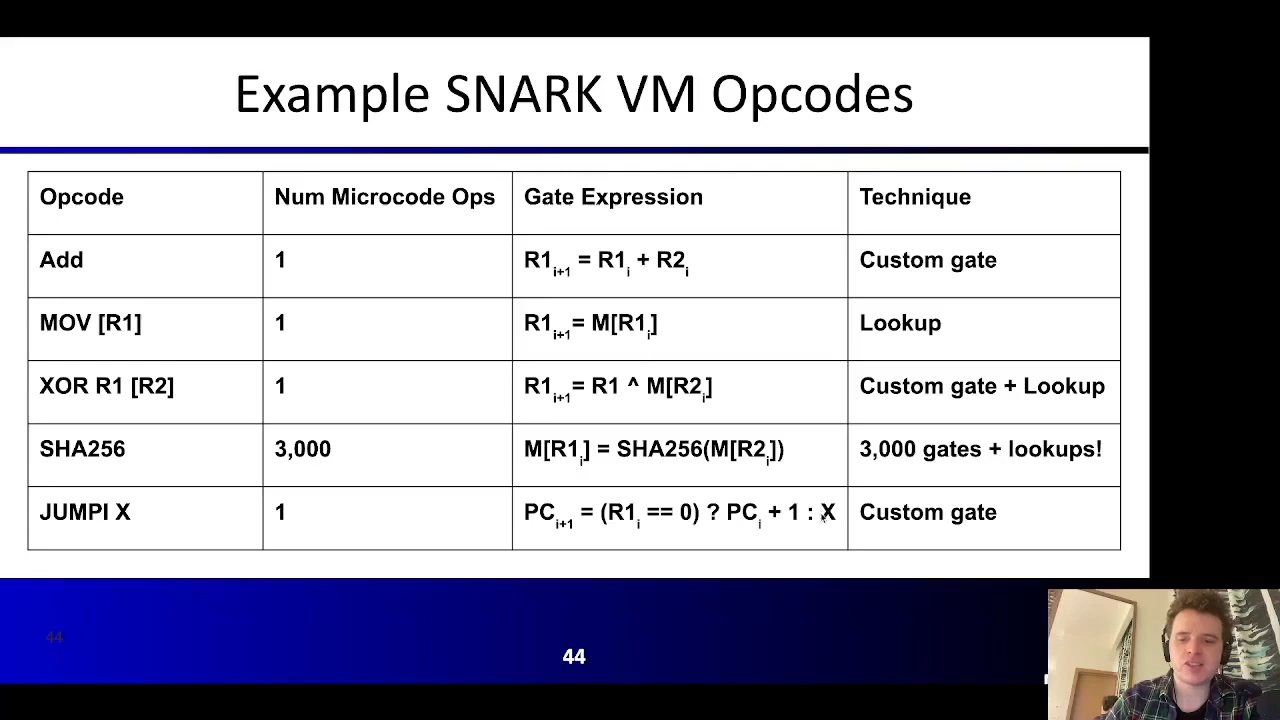 Example SNARK VM Opcodes
Opcode Num Microcode Ops Gate Expression Technique
Add 1 R1i+1 = R1i + R2i Custom gate
MOV [R1] 1 R1i+1= M[R1i] Lookup
XOR R1 [R2] 1 R1i+1= R1 ^ M[R2i] Custom gate + Lookup
SHA256 3,000 M[R1i] = SHA256(M[R2i]) 3,000 gates + lookups!
JUMPI X 1 PCi+1 = (R1i == 0) ? PCi + 1 : X Custom gate
44
44